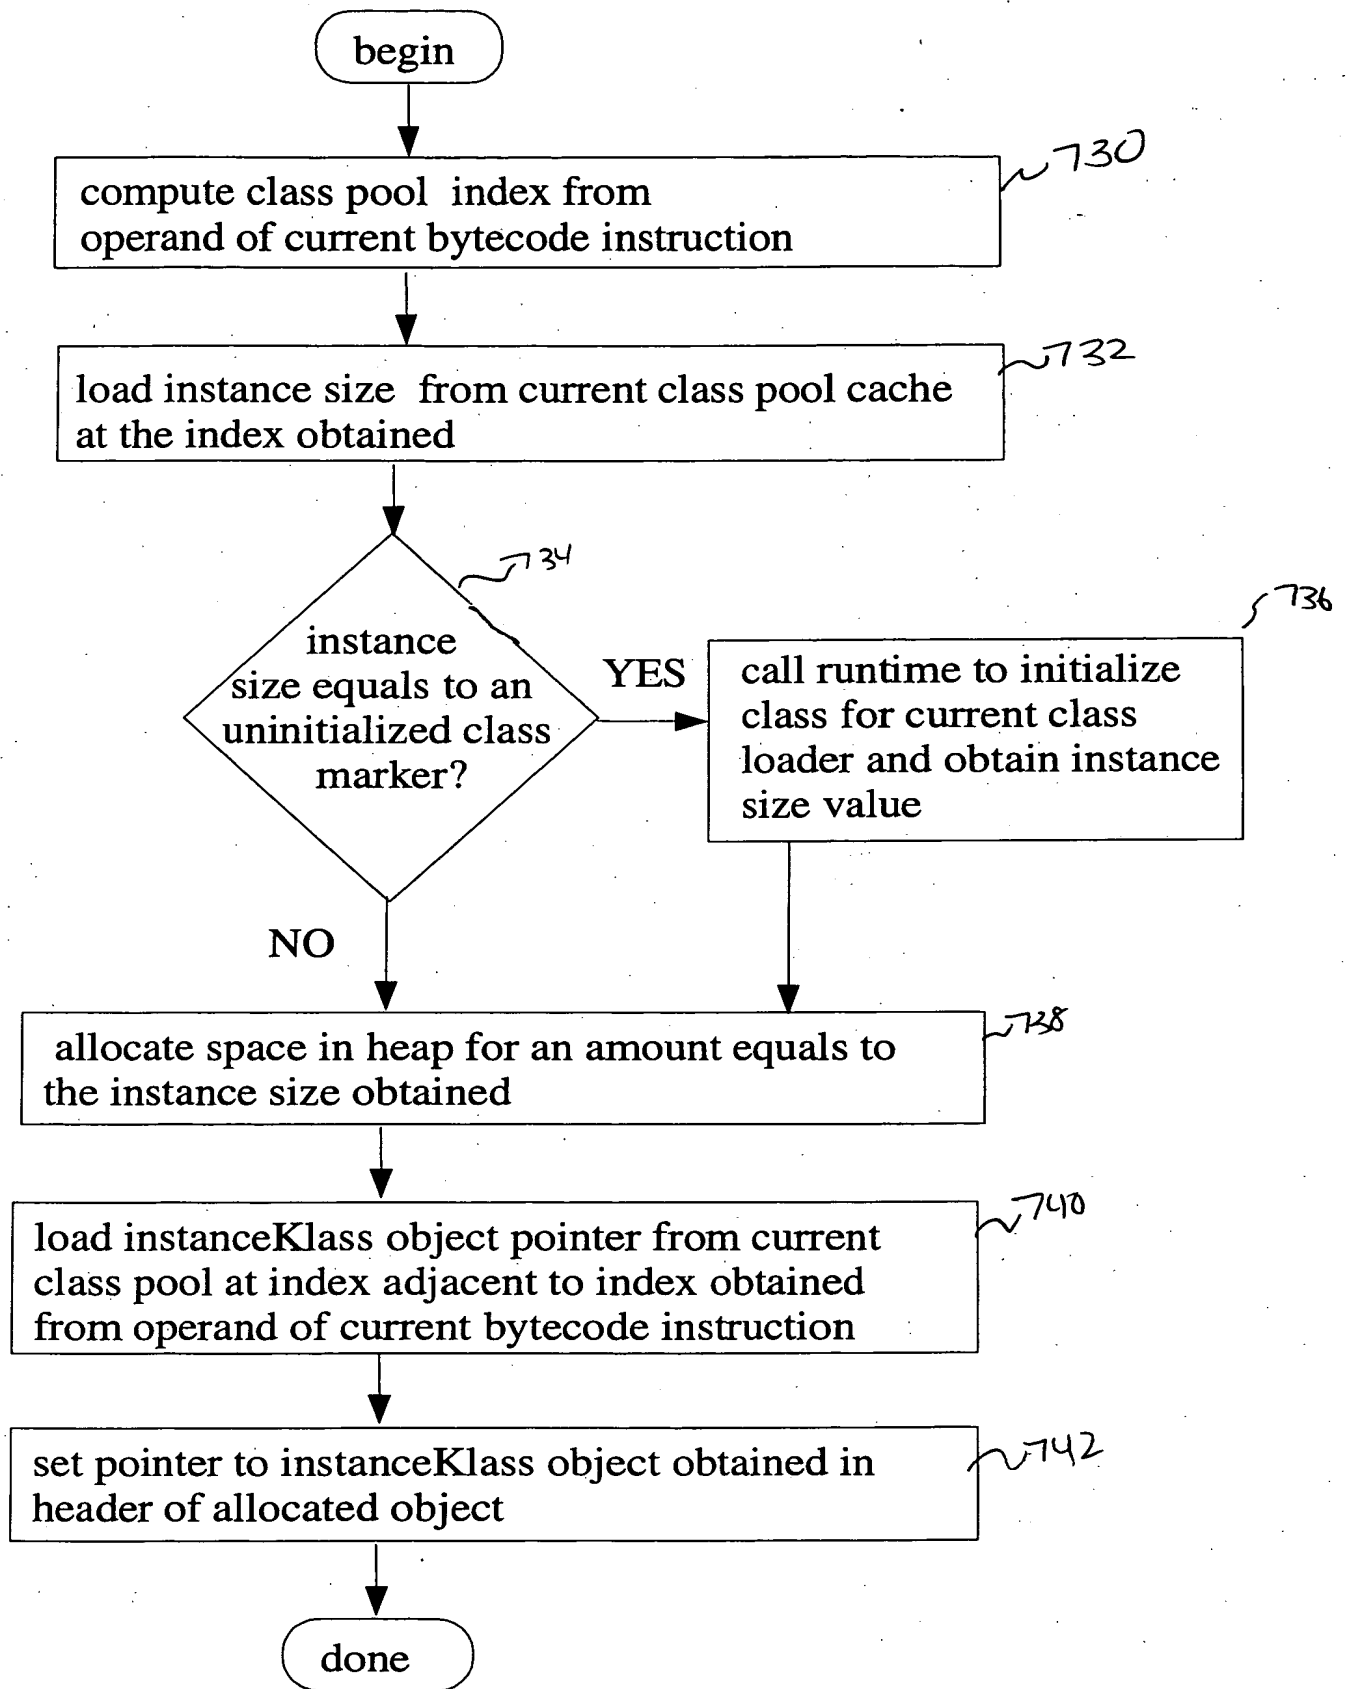 begin
compute class pool index from
operand of current bytecode instruction
730
load instance size from current class pool cache
at the index obtained
732
734
instance
size equals to an
uninitialized class
marker?
YES
736
call runtime to initialize
class for current class
loader and obtain instance
size value
NO
allocate space in heap for an amount equals to
the instance size obtained
738
load instanceKlass object pointer from current
class pool at index adjacent to index obtained
from operand of current bytecode instruction
740
set pointer to instanceKlass object obtained in
header of allocated object
742
done